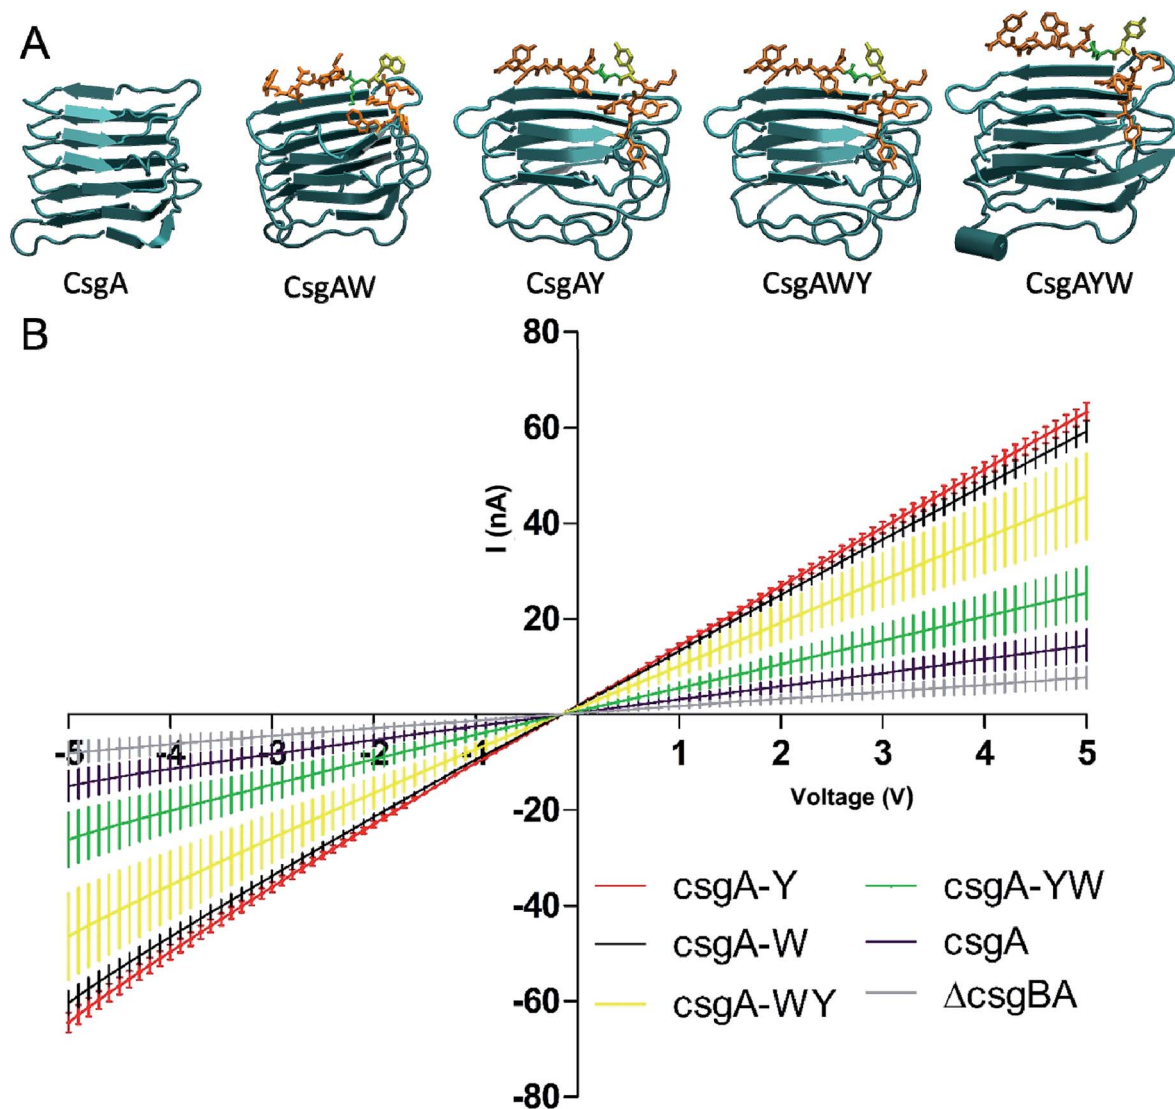 A
CsgA CsgAW CsgAY CsgAWY CsgAYW
B
80
60
40
20
I (nA)
-5 -4 -3 -2 -1 1 2 3 4 5
Voltage (V)
-20
-40
-60
-80
csgA-Y csgA-YW
csgA-W csgA
csgA-WY ΔcsgBA